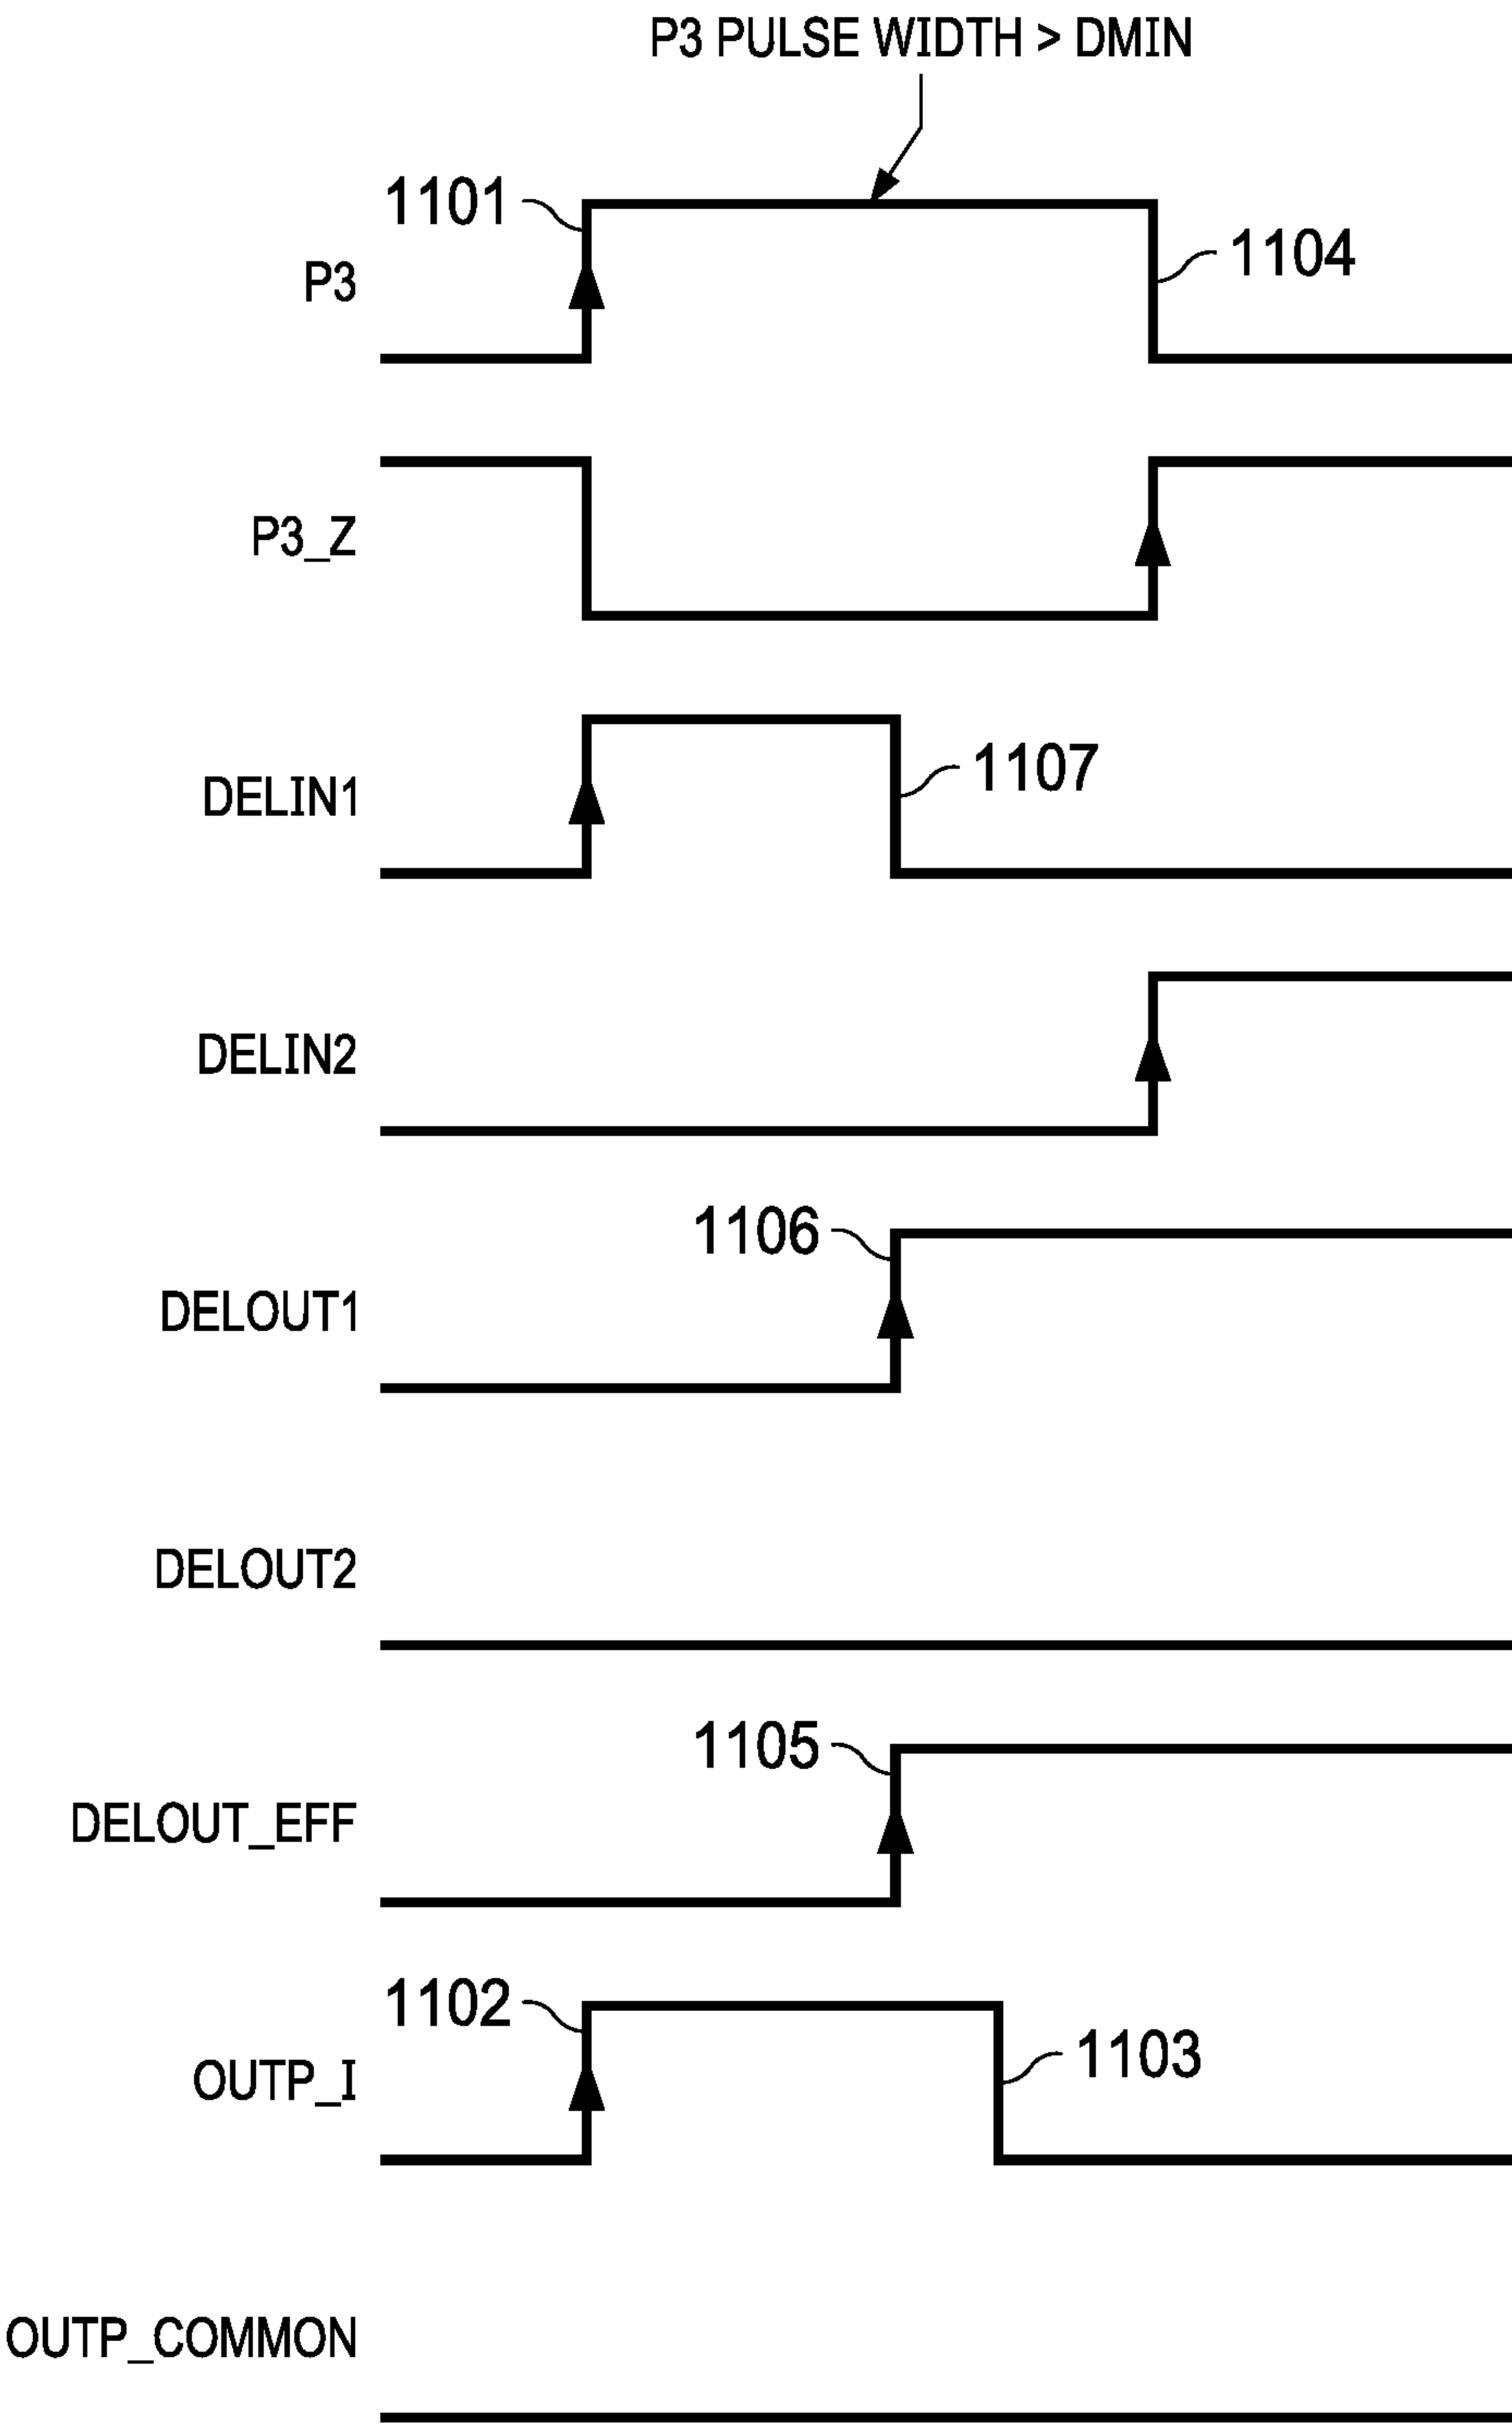 P3 PULSE WIDTH > DMIN
1101
1104
P3
P3_Z
1107
DELIN1
DELIN2
1106
DELOUT1
DELOUT2
1105
DELOUT_EFF
1102
1103
OUTP_I
OUTP_COMMON